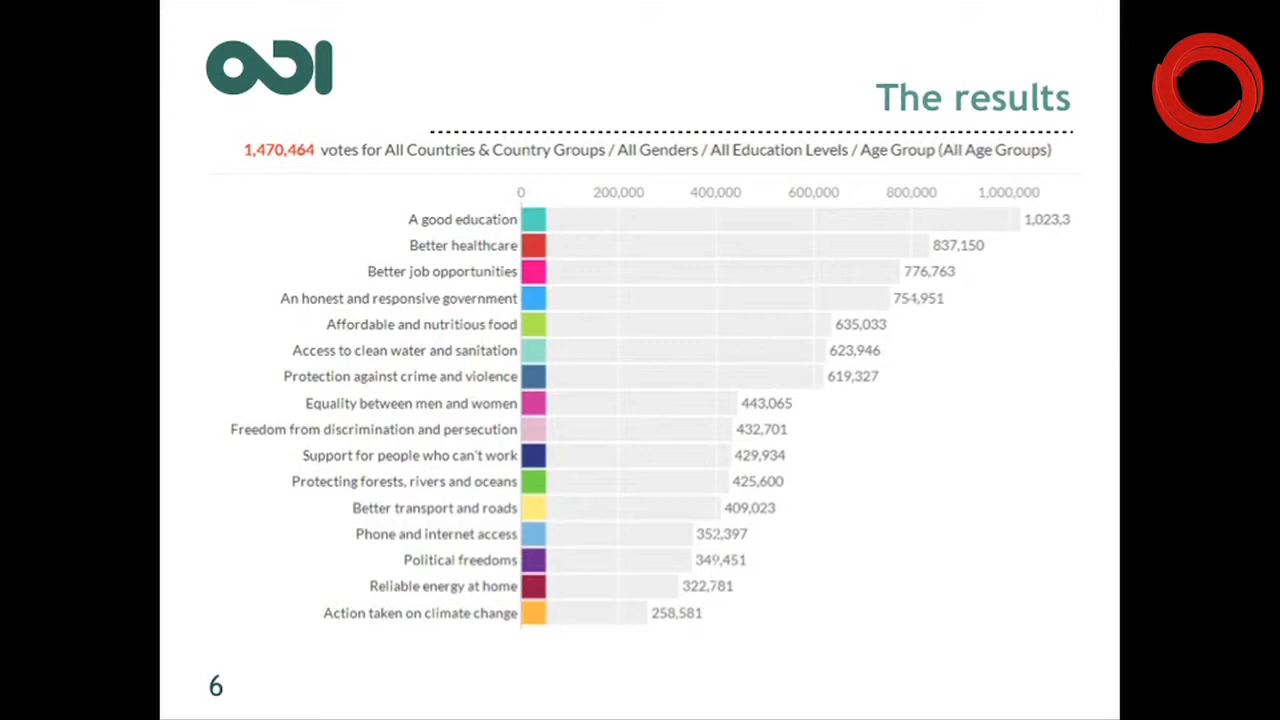 ODI
The results
1,470,464 votes for All Countries & Country Groups / All Genders / All Education Levels / Age Group (All Age Groups)
0 200,000 400,000 600,000 800,000 1,000,000
A good education 1,023,3
Better healthcare 837,150
Better job opportunities 776,763
An honest and responsive government 754,951
Affordable and nutritious food 635,033
Access to clean water and sanitation 623,946
Protection against crime and violence 619,327
Equality between men and women 443,065
Freedom from discrimination and persecution 432,701
Support for people who can't work 429,934
Protecting forests, rivers and oceans 425,600
Better transport and roads 409,023
Phone and internet access 352,397
Political freedoms 349,451
Reliable energy at home 322,781
Action taken on climate change 258,581
6